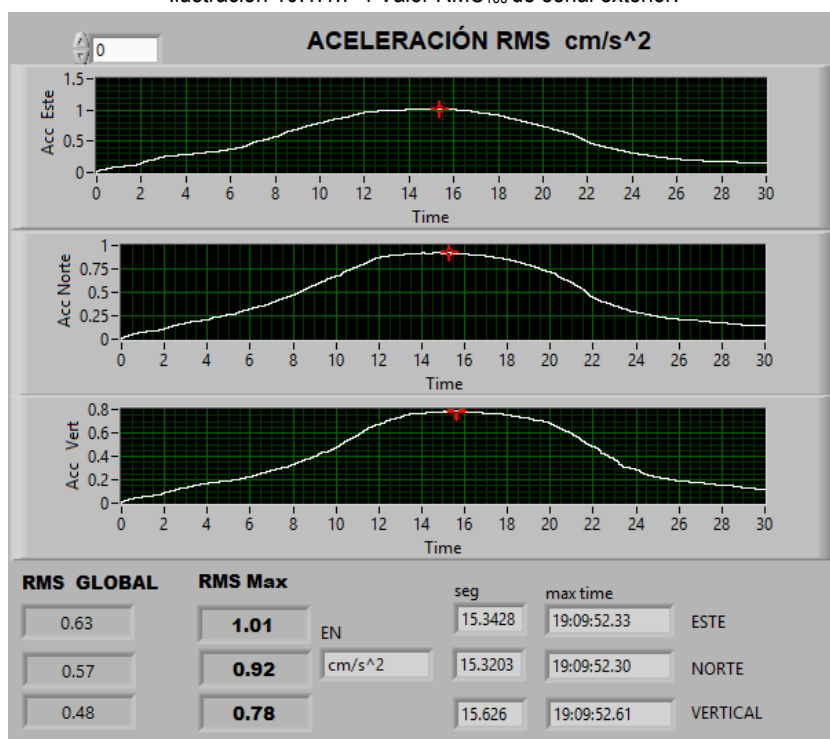 ACELERACIÓN RMS cm/s^2
0
Acc Este
1.5
1
0.5
0
0 2 4 6 8 10 12 14 16 18 20 22 24 26 28 30
Time
Acc Norte
1
0.75
0.5
0.25
0
0 2 4 6 8 10 12 14 16 18 20 22 24 26 28 30
Time
Acc Vert
0.8
0.6
0.4
0.2
0
0 2 4 6 8 10 12 14 16 18 20 22 24 26 28 30
Time
RMS GLOBAL RMS Max seg max time
0.63 1.01 15.3428 19:09:52.33 ESTE
EN
0.57 0.92 cm/s^2 15.3203 19:09:52.30 NORTE
0.48 0.78 15.626 19:09:52.61 VERTICAL